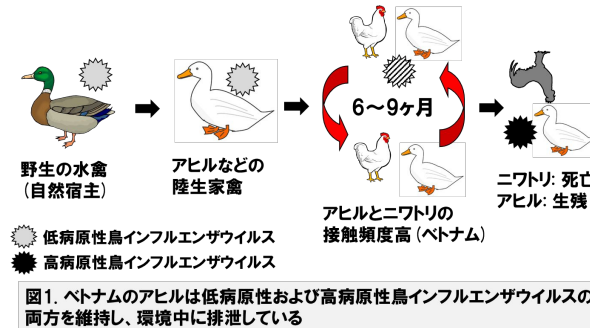 6～9ヶ月
野生の水禽
(自然宿主)
アヒルなどの
陸生家禽
アヒルとニワトリの
接触頻度高(ベトナム)
ニワトリ: 死亡
アヒル: 生残
低病原性鳥インフルエンザウイルス
高病原性鳥インフルエンザウイルス
図1. ベトナムのアヒルは低病原性および高病原性鳥インフルエンザウイルスの
両方を維持し、環境中に排泄している